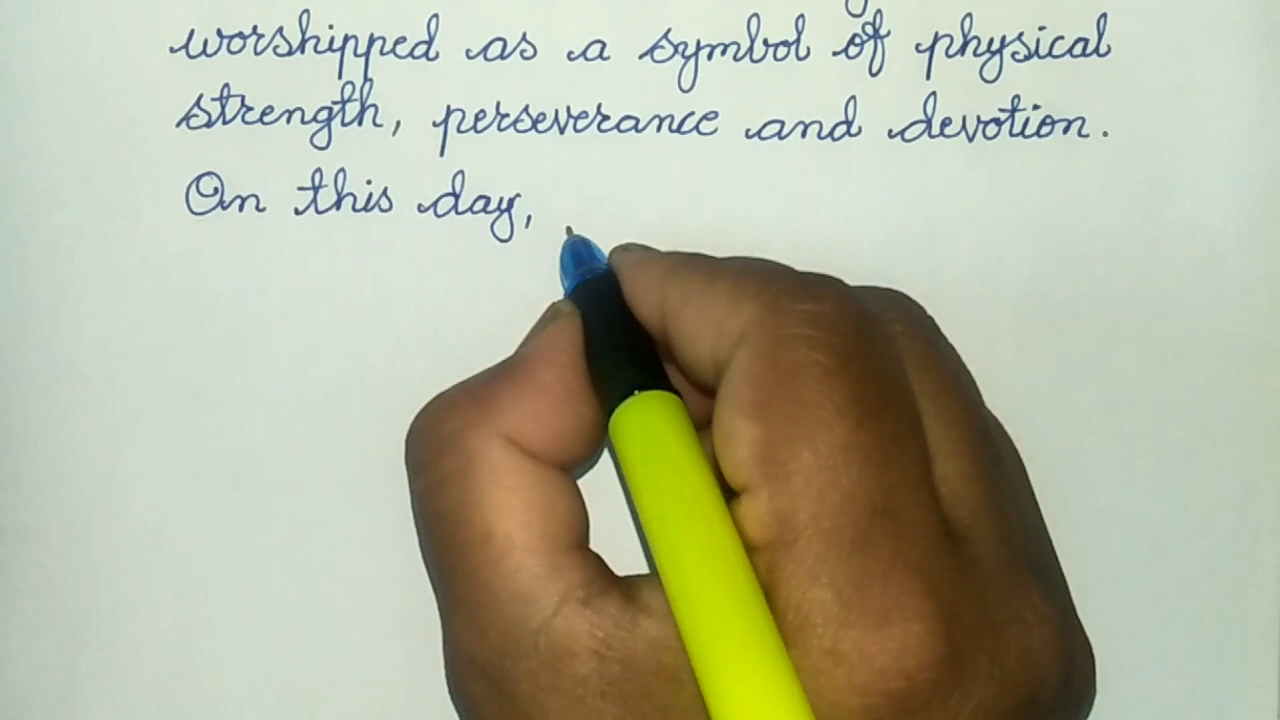 worshipped as a symbol of physical
strength, perseverance and devotion.
On this day,